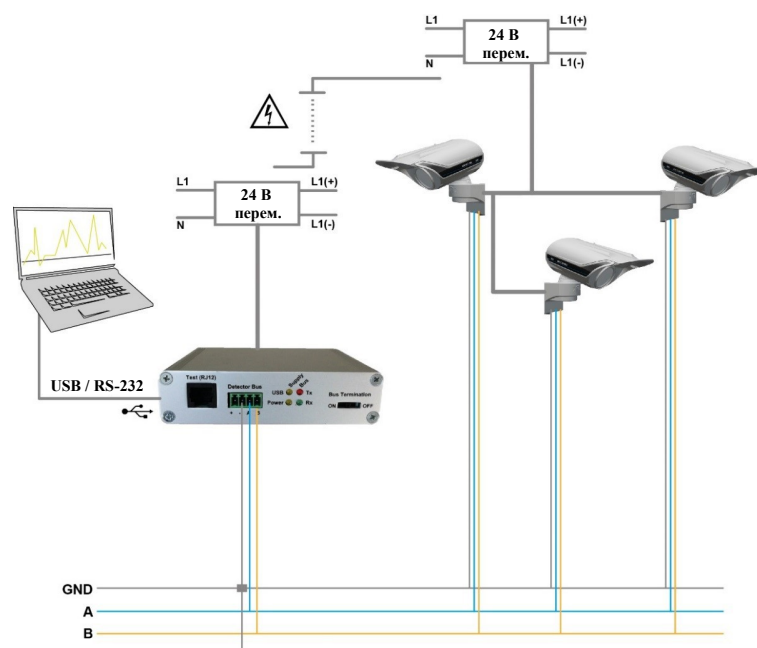 L1
N
24 В
перем.
L1(+)
L1(-)
L1
N
24 В
перем.
L1(+)
L1(-)
USB / RS-232
Test (RJ12)
Detector Bus
+ - A B
Supply
Bus
USB
Tx
Power
Rx
Bus Termination
ON
OFF
GND
A
B